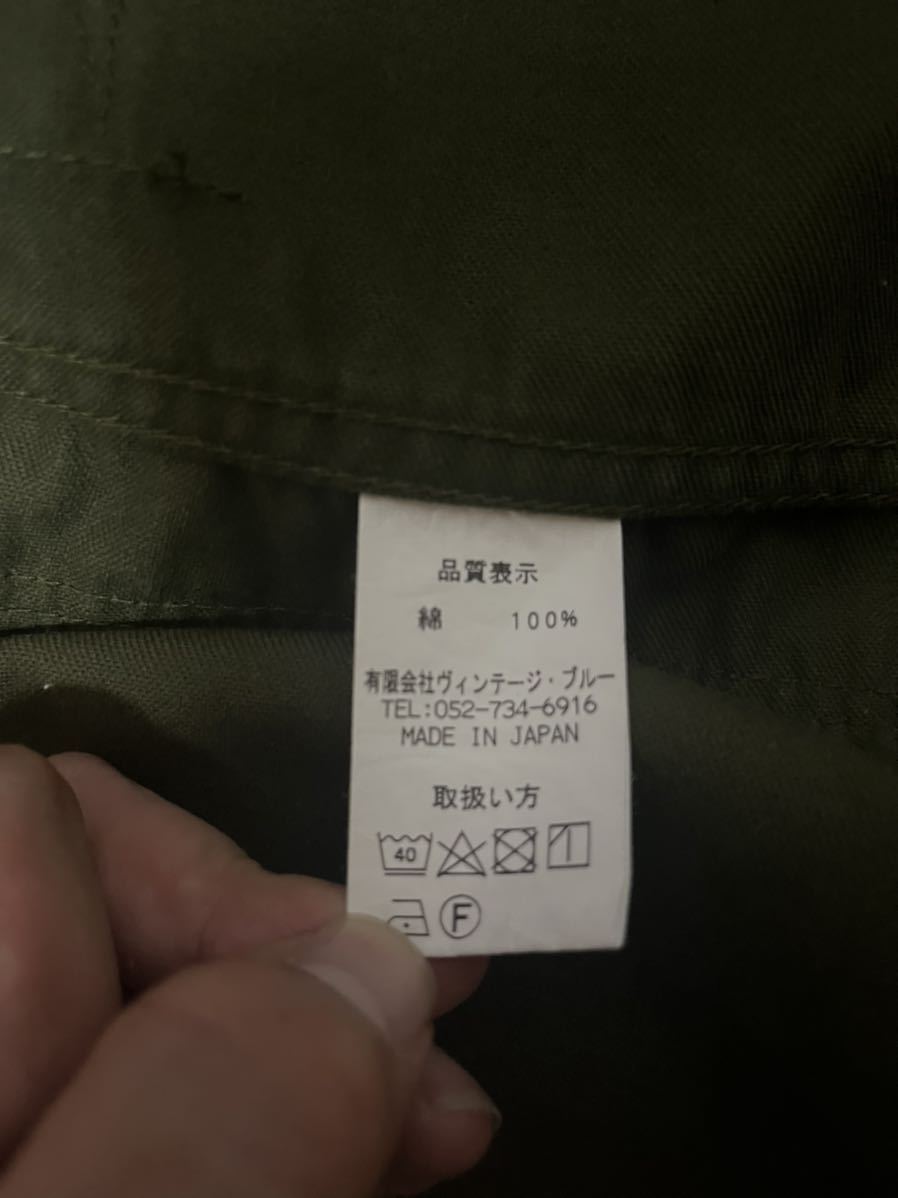 品質表示
綿 100%
有限会社ヴィンテージ・ブルー
TEL:052-734-6916
MADE IN JAPAN
取扱い方
40
F